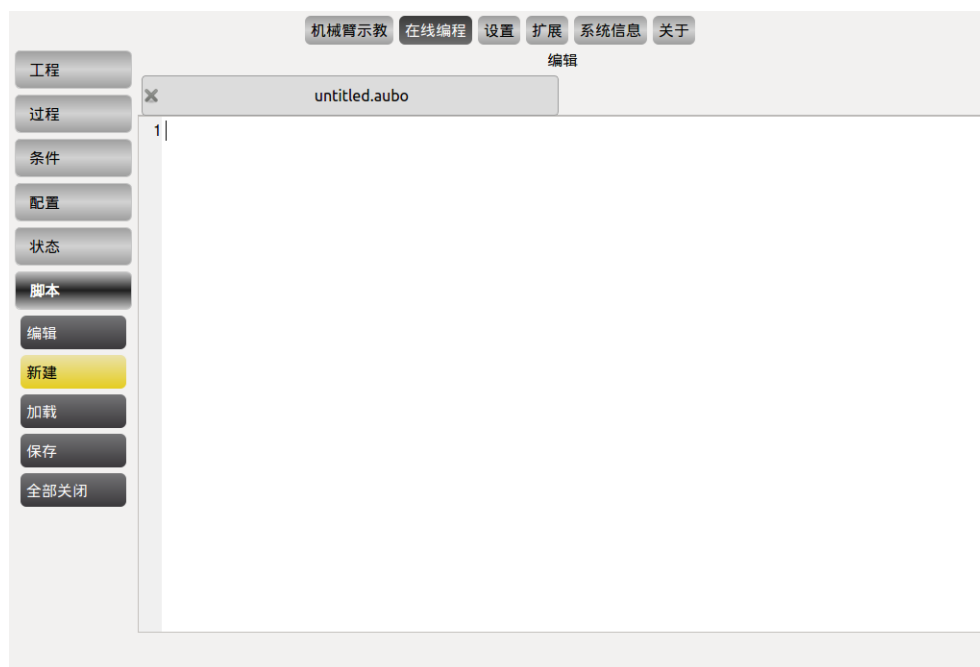 机械臂示教 在线编程 设置 扩展 系统信息 关于
编辑
工程
过程
条件
配置
状态
脚本
编辑
新建
加载
保存
全部关闭
untitled.aubo
1